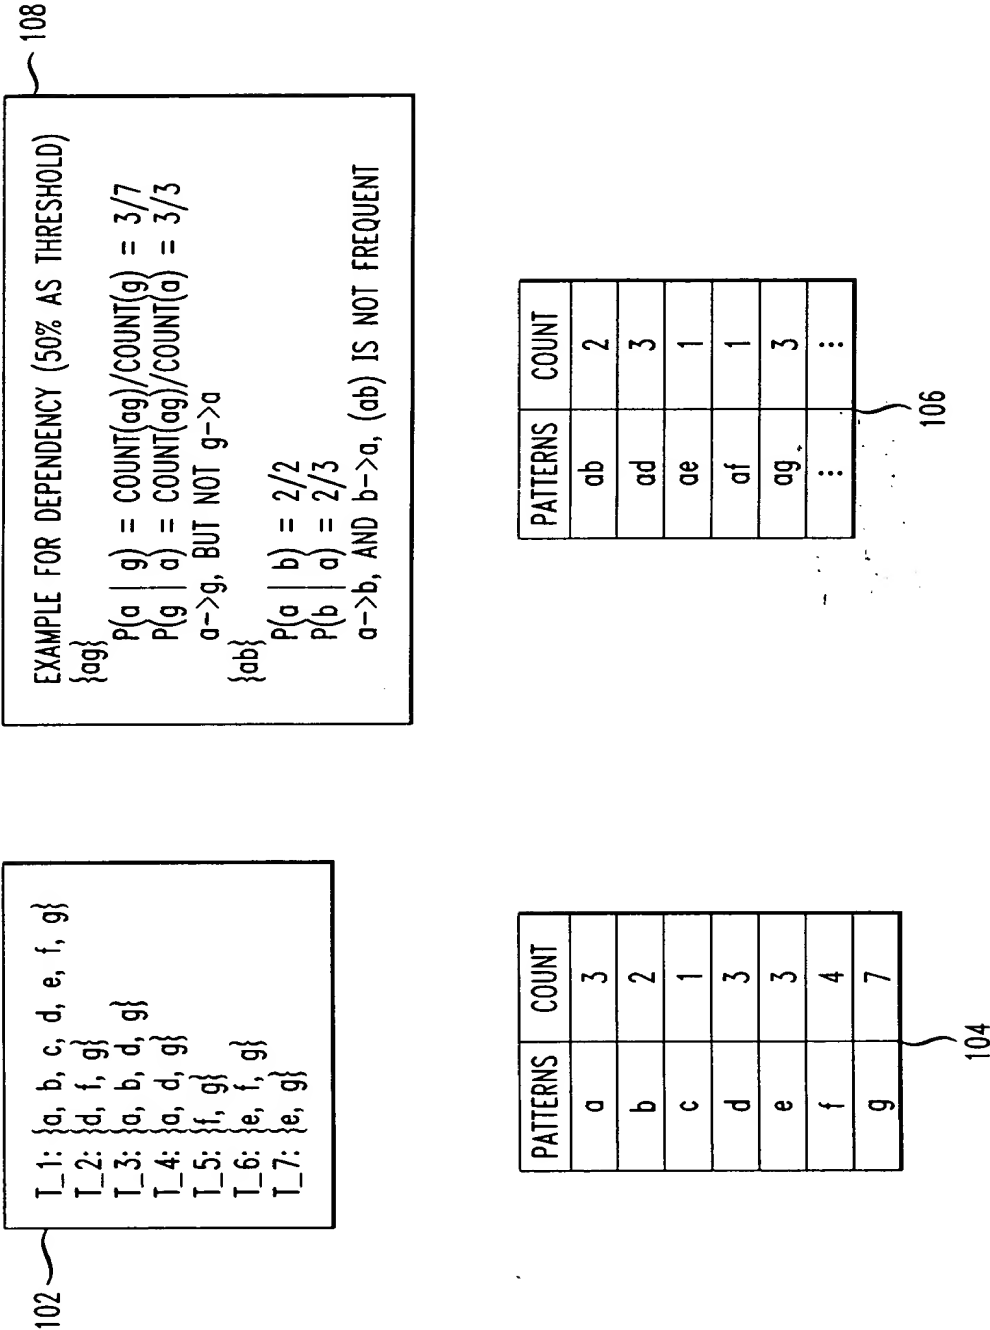 102
T_1: {a, b, c, d, e, f, g}
T_2: {d, f, g}
T_3: {a, b, d, g}
T_4: {a, d, g}
T_5: {f, g}
T_6: {e, f, g}
T_7: {e, g}
108
EXAMPLE FOR DEPENDENCY (50% AS THRESHOLD)
{ag}
P(a | g) = COUNT(ag)/COUNT(g) = 3/7
P(g | a) = COUNT(ag)/COUNT(a) = 3/3
a->g, BUT NOT g->a
{ab}
P(a | b) = 2/2
P(b | a) = 2/3
a->b, AND b->a, (ab) IS NOT FREQUENT
PATTERNS COUNT
a 3
b 2
c 1
d 3
e 3
f 4
g 7
104
PATTERNS COUNT
ab 2
ad 3
ae 1
af 1
ag 3
⋮ ⋮
106